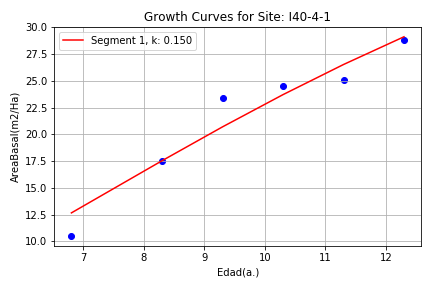 Growth Curves for Site: I40-4-1
Segment 1, k: 0.150
AreaBasal(m2/Ha)
30.0
27.5
25.0
22.5
20.0
17.5
15.0
12.5
10.0
7 8 9 10 11 12
Edad(a.)